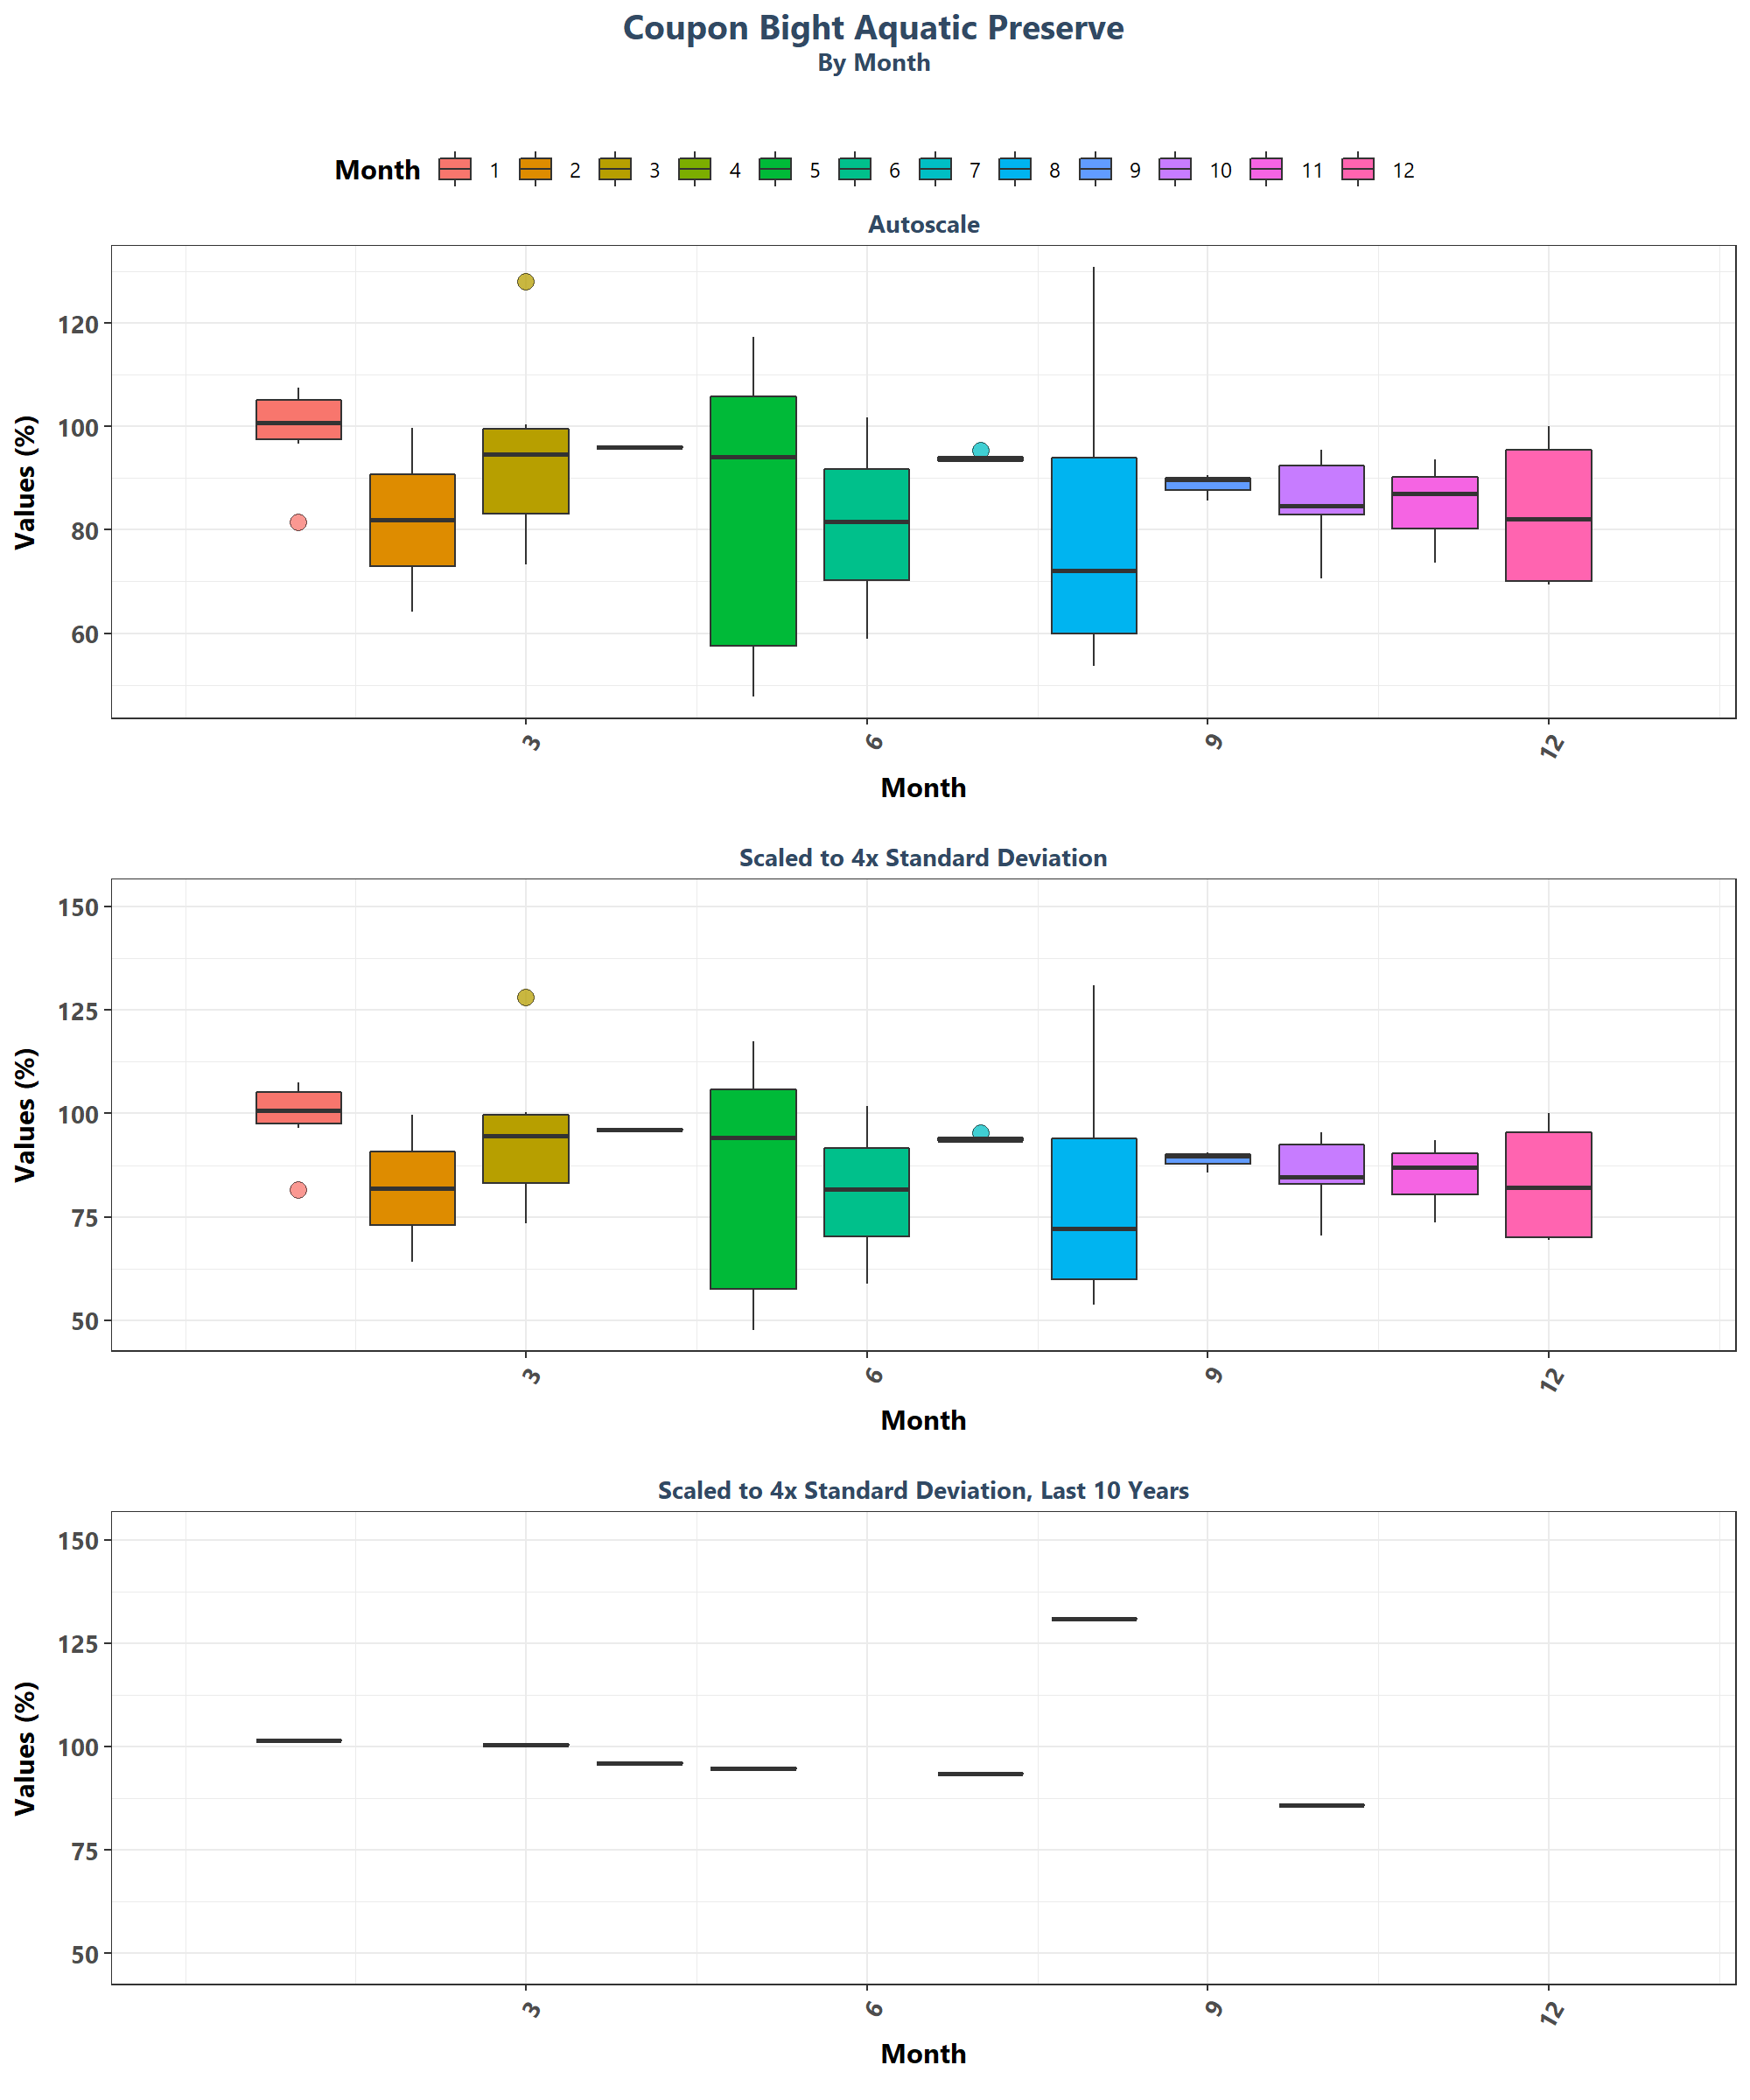 Coupon Bight Aquatic Preserve
By Month
Month 1 2 3 4 5 6 7 8 9 10 11 12
Autoscale
Values (%)
120
100
80
60
3 6 9 12
Month
Scaled to 4x Standard Deviation
Values (%)
150
125
100
75
50
3 6 9 12
Month
Scaled to 4x Standard Deviation, Last 10 Years
Values (%)
150
125
100
75
50
3 6 9 12
Month